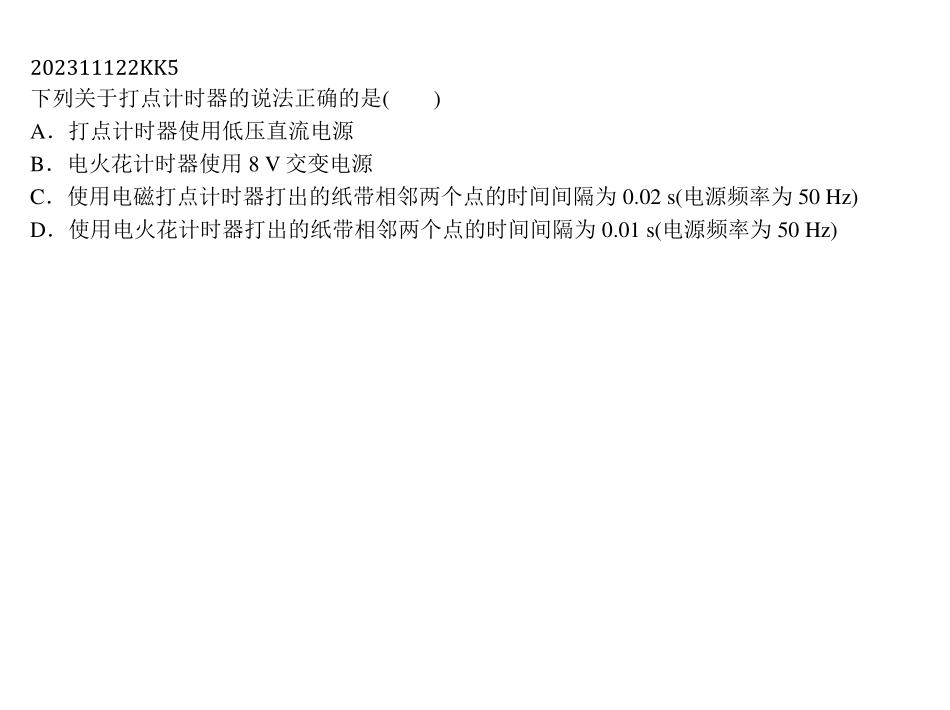 202311122KK5
下列关于打点计时器的说法正确的是(　　)
A．打点计时器使用低压直流电源
B．电火花计时器使用 8 V 交变电源
C．使用电磁打点计时器打出的纸带相邻两个点的时间间隔为 0.02 s(电源频率为 50 Hz)
D．使用电火花计时器打出的纸带相邻两个点的时间间隔为 0.01 s(电源频率为 50 Hz)